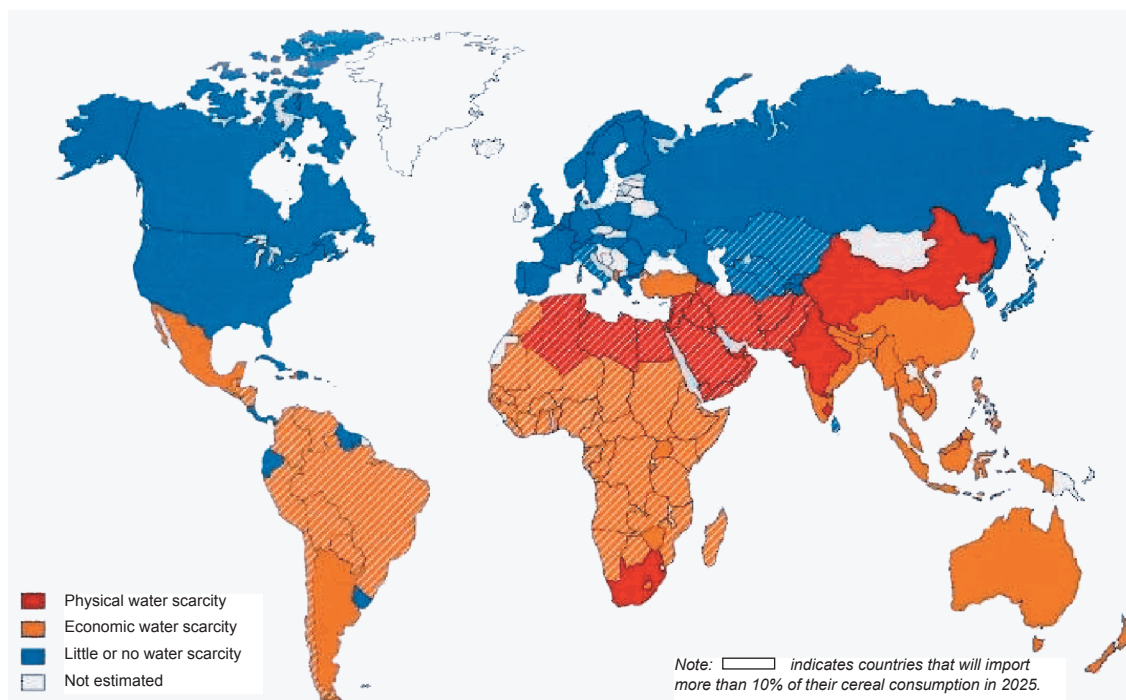 Physical water scarcity
Economic water scarcity
Little or no water scarcity
Not estimated
Note: indicates countries that will import
more than 10% of their cereal consumption in 2025.